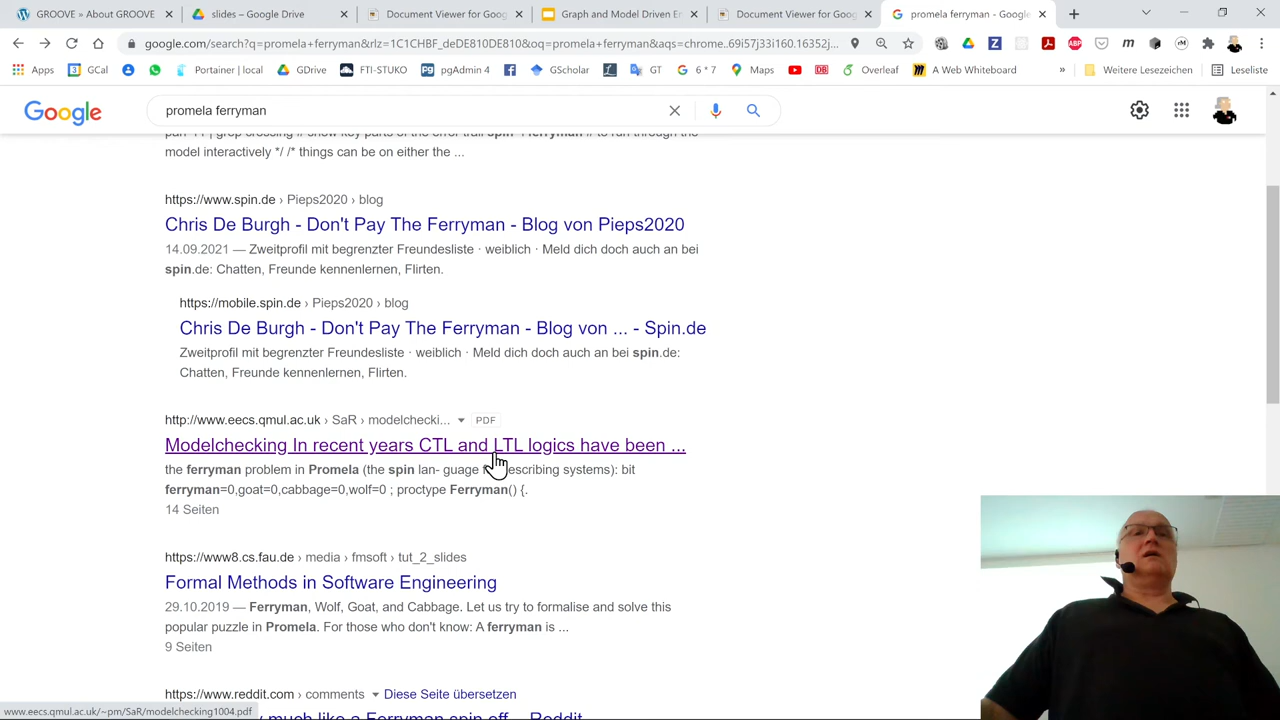 GROOVE » About GROOVE
slides – Google Drive
Document Viewer for Goog
Graph and Model Driven En
Document Viewer for Goog
promela ferryman - Google
google.com/search?q=promela+ferryman&rlz=1C1CHBF_deDE810DE810&oq=promela+ferryman&aqs=chrome..69i57j33i160.16352j...
Apps
GCal
GDrive
Portainer | local
FTI-STUKO
pgAdmin 4
GScholar
GT
6 * 7
Maps
DB
Overleaf
A Web Whiteboard
»
Weitere Lesezeichen
Leseliste
Google
promela ferryman
model interactively */ /* things can be on either the ...
https://www.spin.de › Pieps2020 › blog
Chris De Burgh - Don't Pay The Ferryman - Blog von Pieps2020
14.09.2021 — Zweitprofil mit begrenzter Freundesliste · weiblich · Meld dich doch auch an bei
spin.de: Chatten, Freunde kennenlernen, Flirten.
https://mobile.spin.de › Pieps2020 › blog
Chris De Burgh - Don't Pay The Ferryman - Blog von ... - Spin.de
Zweitprofil mit begrenzter Freundesliste · weiblich · Meld dich doch auch an bei spin.de:
Chatten, Freunde kennenlernen, Flirten.
http://www.eecs.qmul.ac.uk › SaR › modelchecki... PDF
Modelchecking In recent years CTL and LTL logics have been ...
the ferryman problem in Promela (the spin lan- guage describing systems): bit
ferryman=0,goat=0,cabbage=0,wolf=0 ; proctype Ferryman() {.
14 Seiten
https://www8.cs.fau.de › media › fmsoft › tut_2_slides
Formal Methods in Software Engineering
29.10.2019 — Ferryman, Wolf, Goat, and Cabbage. Let us try to formalise and solve this
popular puzzle in Promela. For those who don't know: A ferryman is ...
9 Seiten
https://www.reddit.com › comments Diese Seite übersetzen
much like a Ferryman spin off... Reddit
www.eecs.qmul.ac.uk/~pm/SaR/modelchecking1004.pdf